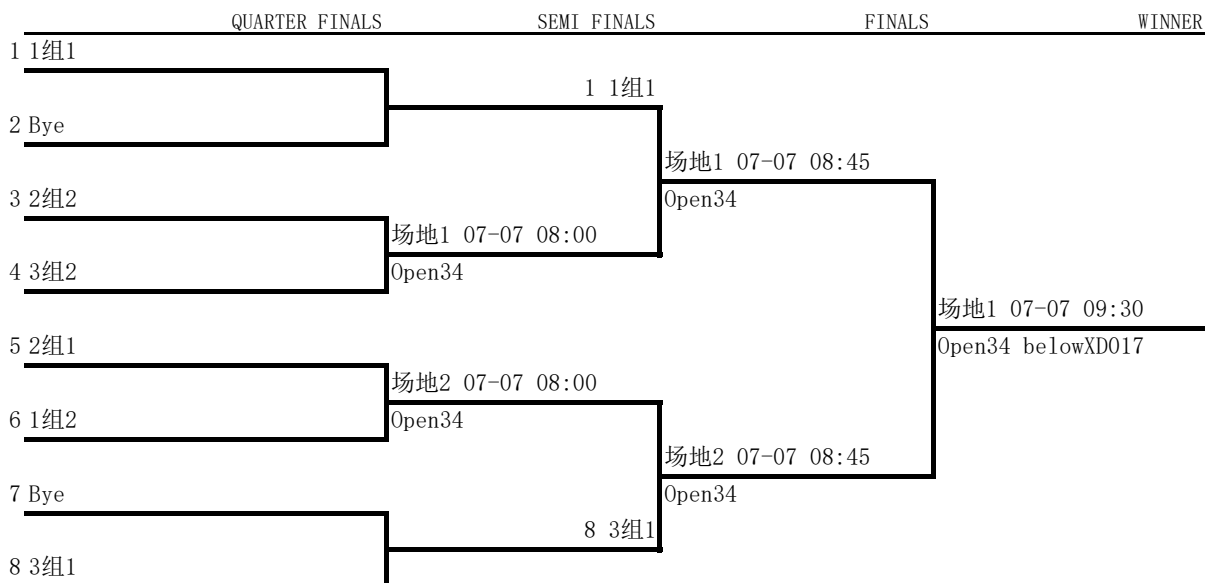 QUARTER FINALS SEMI FINALS FINALS WINNER
1 1组1
1 1组1
2 Bye
场地1 07-07 08:45
3 2组2
Open34
场地1 07-07 08:00
4 3组2
Open34
场地1 07-07 09:30
5 2组1
Open34 belowXD017
场地2 07-07 08:00
6 1组2
Open34
场地2 07-07 08:45
7 Bye
Open34
8 3组1
8 3组1